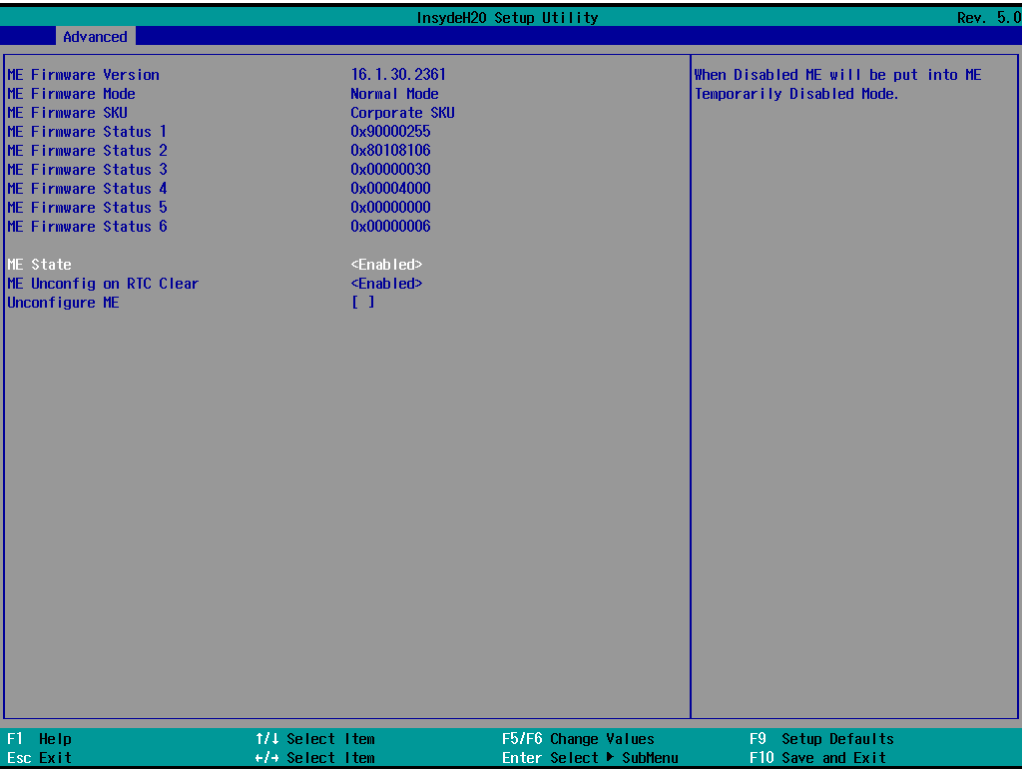 InsydeH20 Setup Utility Rev. 5.0
Advanced
ME Firmware Version 16.1.30.2361
ME Firmware Mode Normal Mode
ME Firmware SKU Corporate SKU
ME Firmware Status 1 0x90000255
ME Firmware Status 2 0x80108106
ME Firmware Status 3 0x00000030
ME Firmware Status 4 0x00004000
ME Firmware Status 5 0x00000000
ME Firmware Status 6 0x00000006
ME State <Enabled>
ME Unconfig on RTC Clear <Enabled>
Unconfigure ME [ ]
When Disabled ME will be put into ME
Temporarily Disabled Mode.
F1 Help ↑/↓ Select Item F5/F6 Change Values F9 Setup Defaults
Esc Exit ←/→ Select Item Enter Select ▶ SubMenu F10 Save and Exit